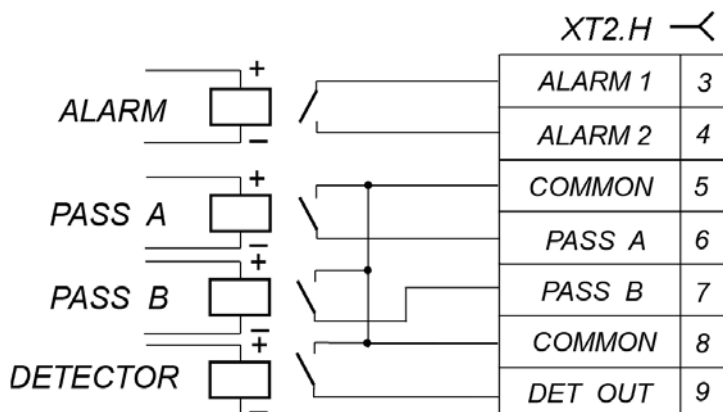 XT2.H
+
ALARM
–
ALARM 1 3
ALARM 2 4
+
PASS A
–
COMMON 5
PASS A 6
+
PASS B
–
PASS B 7
COMMON 8
+
DETECTOR
–
DET OUT 9